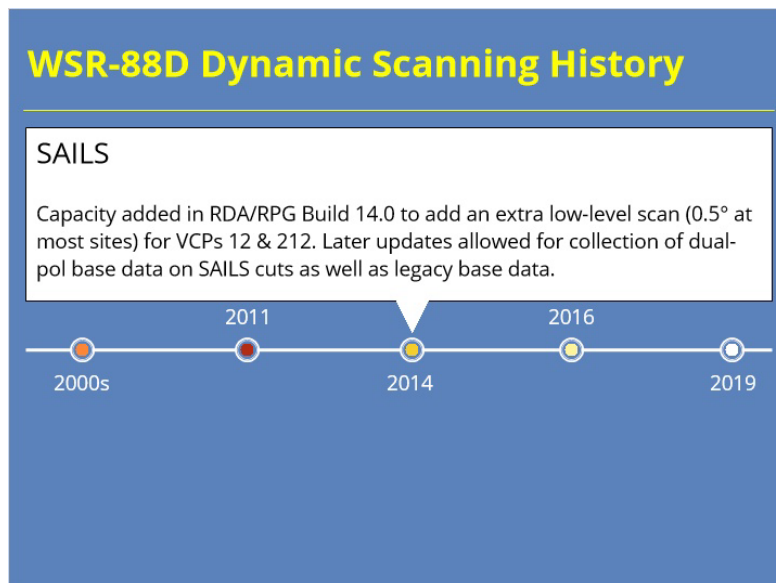 WSR-88D Dynamic Scanning History
SAILS
Capacity added in RDA/RPG Build 14.0 to add an extra low-level scan (0.5° at
most sites) for VCPs 12 & 212. Later updates allowed for collection of dual-
pol base data on SAILS cuts as well as legacy base data.
2011 2016
2000s 2014 2019